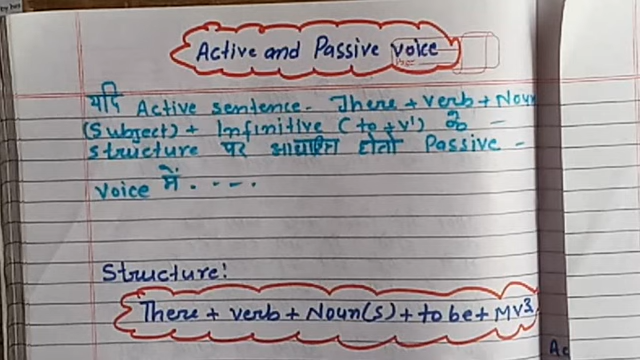 Active and Passive voice
यदि Active sentence - There + verb + Noun
(Subject) + Infinitive (to + v¹) के -
structure पर आधारित हो तो Passive -
voice में . - - - .
Structure:
There + verb + Noun(s) + to be + MV3